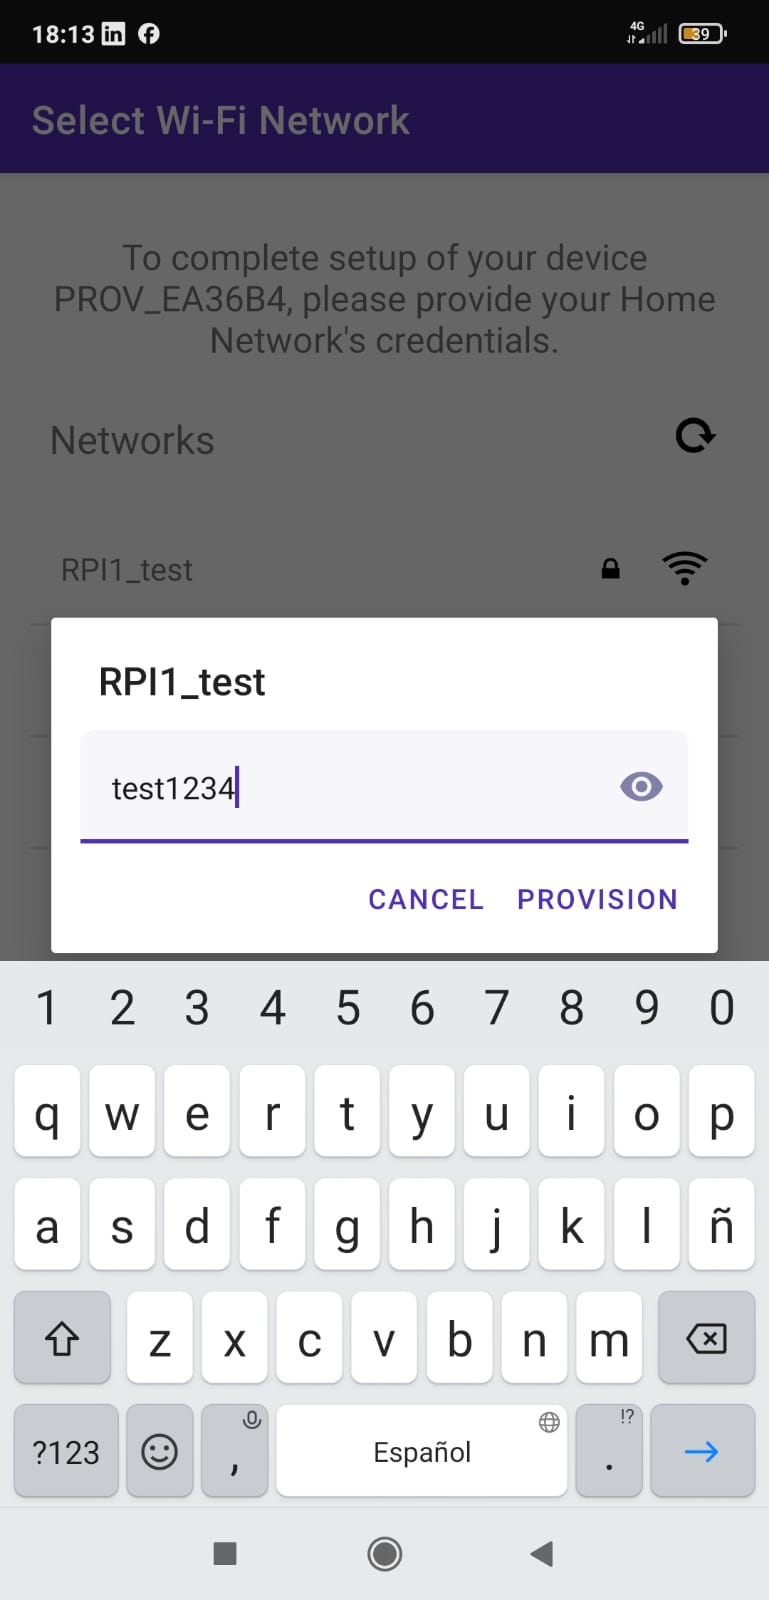 18:13
4G
39
Select Wi-Fi Network
To complete setup of your device
PROV_EA36B4, please provide your Home
Network's credentials.
Networks
RPI1_test
RPI1_test
test1234
CANCEL PROVISION
1 2 3 4 5 6 7 8 9 0
q w e r t y u i o p
a s d f g h j k l ñ
z x c v b n m
?123 , Español . !?